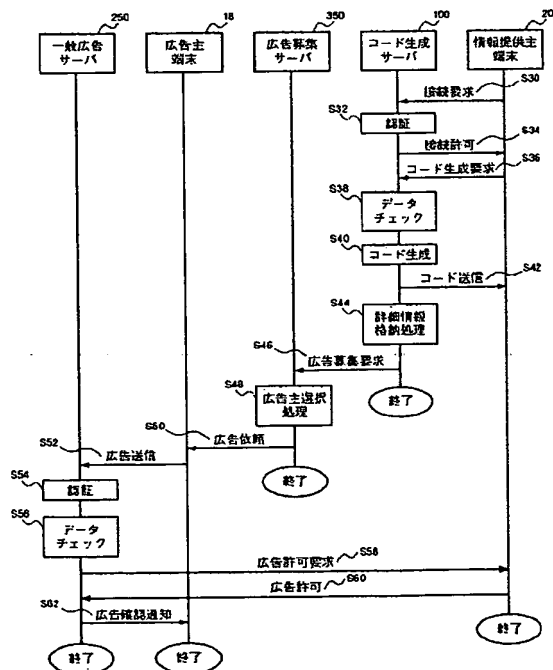 250
18
350
100
20
一般広告
サーバ
広告主
端末
広告募集
サーバ
コード生成
サーバ
情報提供主
端末
S30
接続要求
S32
認証
S34
接続許可
S36
コード生成要求
S38
データ
チェック
S40
コード生成
S42
コード送信
S44
詳細情報
格納処理
S46
広告募集要求
S48
広告主選択
処理
終了
S50
広告依頼
S52
広告送信
終了
S54
認証
S56
データ
チェック
S58
広告許可要求
S60
広告許可
S62
広告確認通知
終了
終了
終了